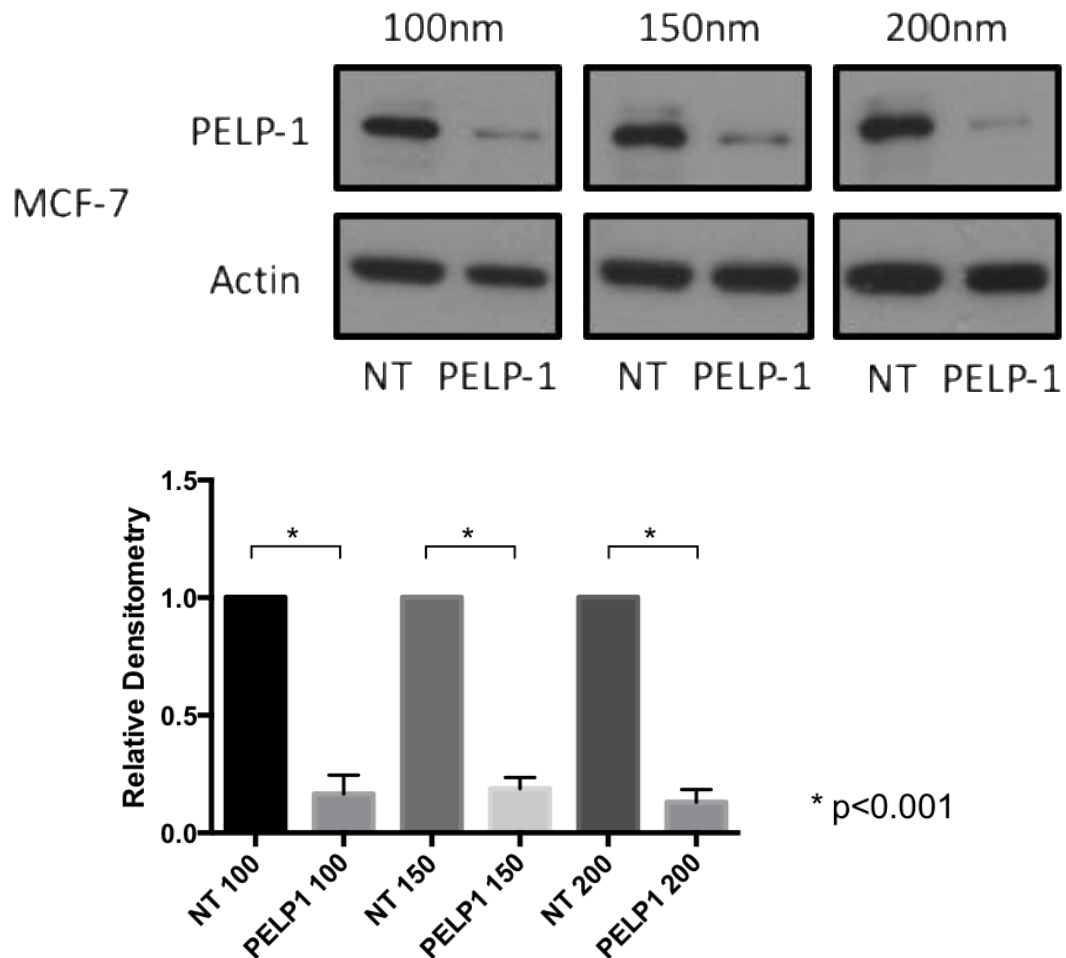 100nm 150nm 200nm
PELP-1
MCF-7
Actin
NT PELP-1 NT PELP-1 NT PELP-1
1.5
1.0
0.5
0.0
Relative Densitometry
* * *
* p<0.001
NT 100
PELP1 100
NT 150
PELP1 150
NT 200
PELP1 200